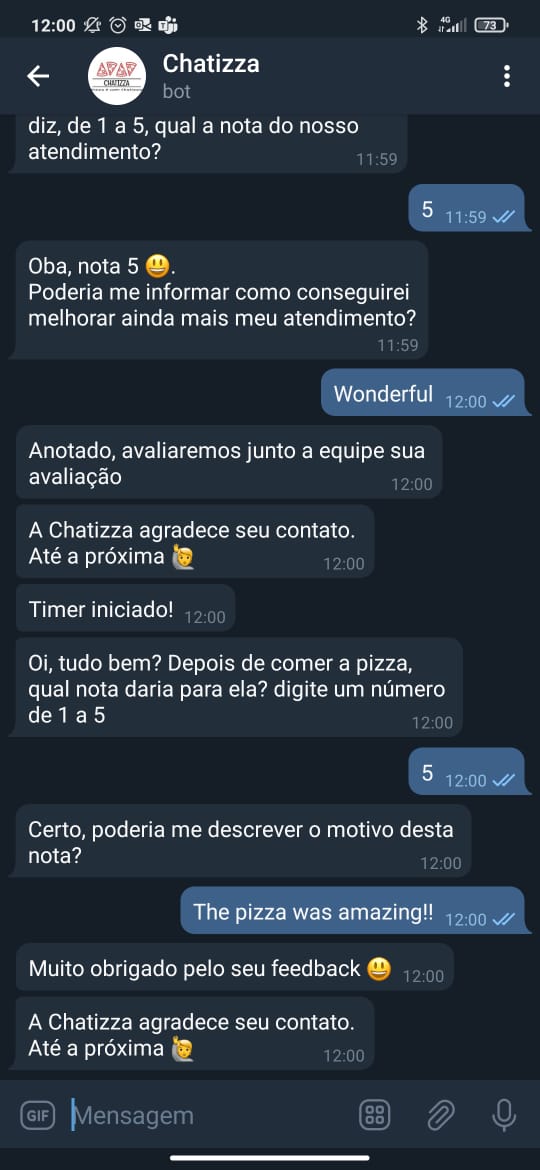 12:00
4G
73
CHATIZZA
Chatizza
bot
diz, de 1 a 5, qual a nota do nosso
atendimento?
11:59
5 11:59
Oba, nota 5 😃.
Poderia me informar como conseguirei
melhorar ainda mais meu atendimento?
11:59
Wonderful 12:00
Anotado, avaliaremos junto a equipe sua
avaliação
12:00
A Chatizza agradece seu contato.
Até a próxima 🙋
12:00
Timer iniciado! 12:00
Oi, tudo bem? Depois de comer a pizza,
qual nota daria para ela? digite um número
de 1 a 5
12:00
5 12:00
Certo, poderia me descrever o motivo desta
nota?
12:00
The pizza was amazing!! 12:00
Muito obrigado pelo seu feedback 😃 12:00
A Chatizza agradece seu contato.
Até a próxima 🙋
12:00
GIF
Mensagem